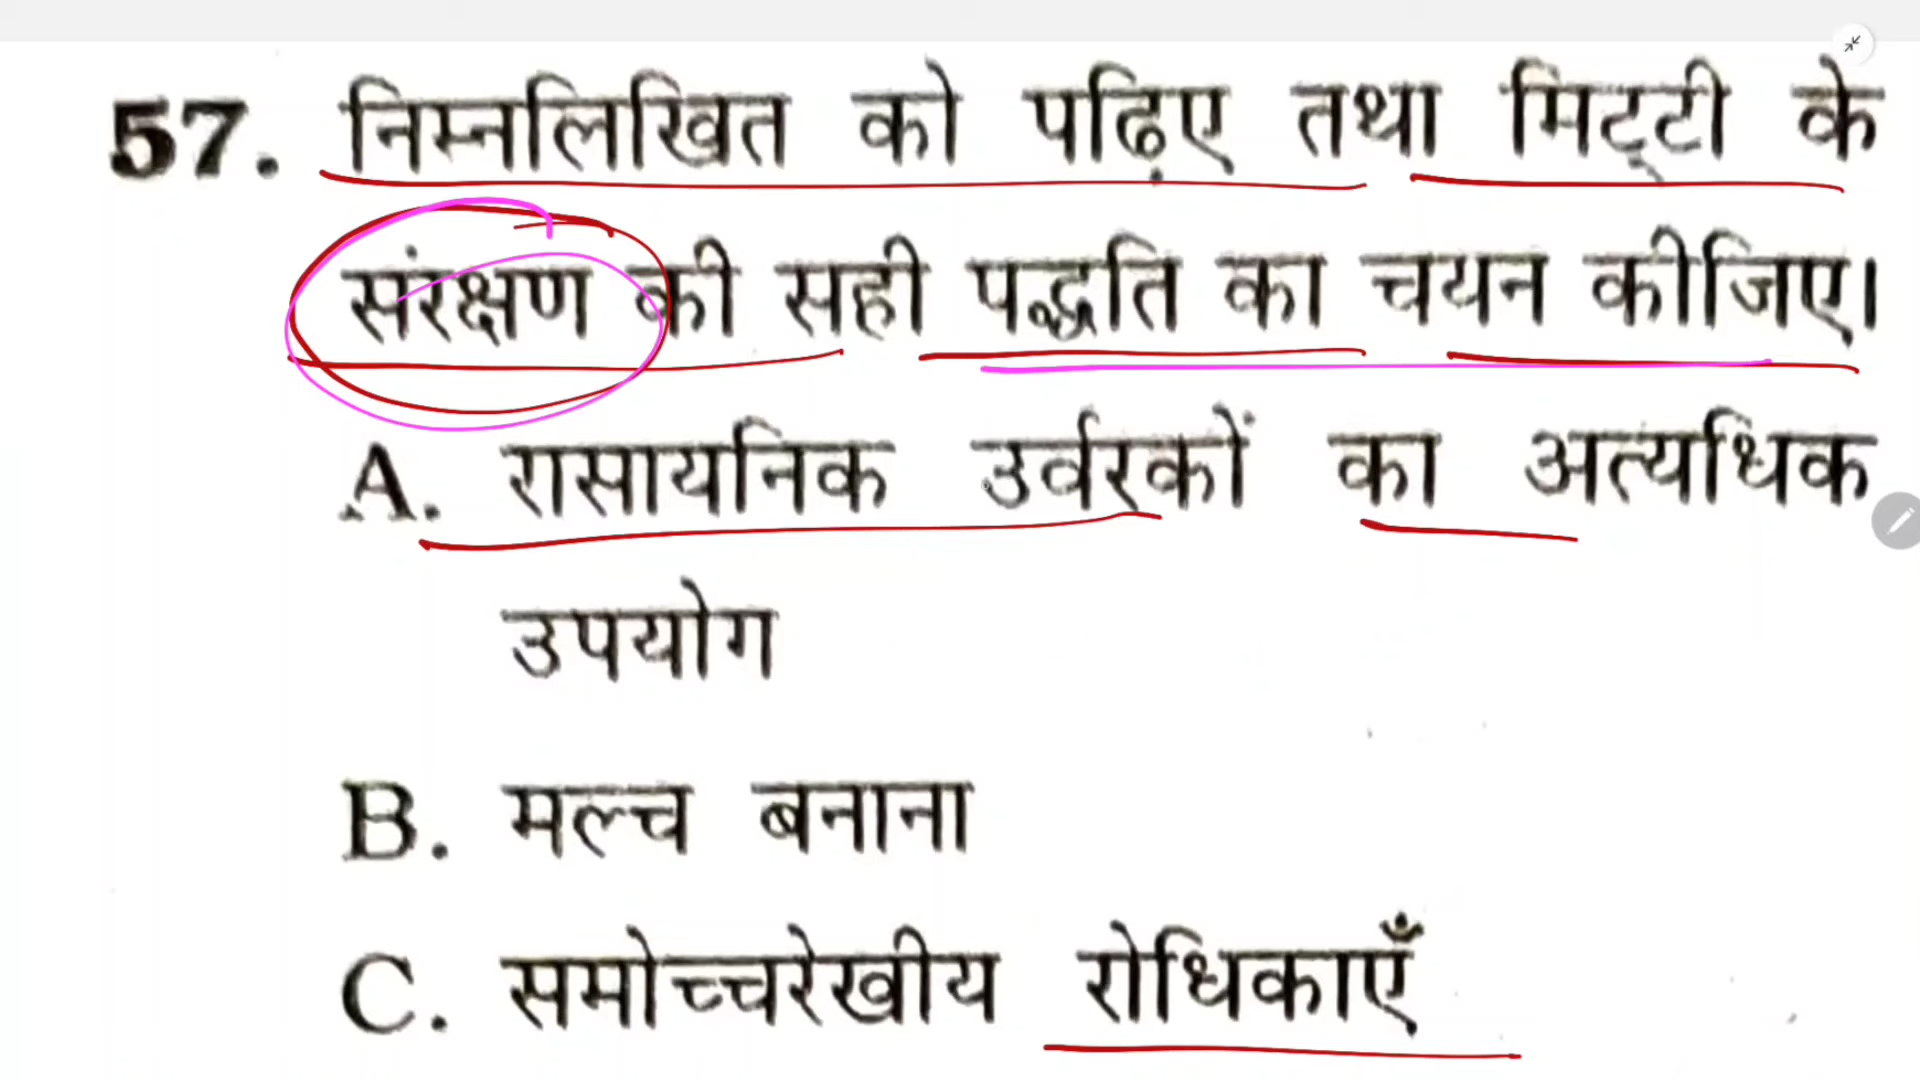 57. निम्नलिखित को पढ़िए तथा मिट्टी के
संरक्षण की सही पद्धति का चयन कीजिए।
A. रासायनिक उर्वरकों का अत्यधिक
उपयोग
B. मल्च बनाना
C. समोच्चरेखीय रोधिकाएँ